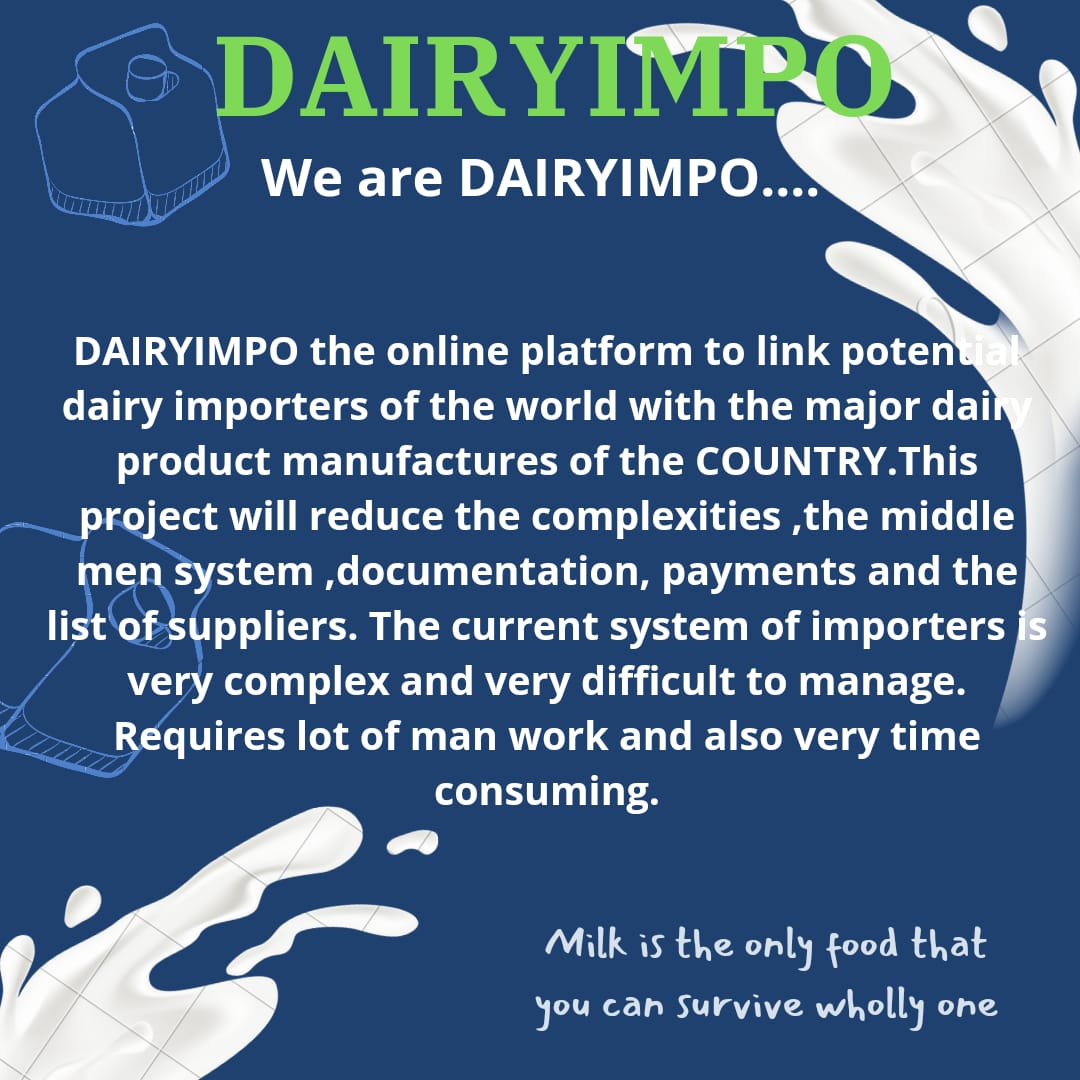 DAIRYIMPO
We are DAIRYIMPO....
DAIRYIMPO the online platform to link potential
dairy importers of the world with the major dairy
product manufactures of the COUNTRY.This
project will reduce the complexities ,the middle
men system ,documentation, payments and the
list of suppliers. The current system of importers is
very complex and very difficult to manage.
Requires lot of man work and also very time
consuming.
Milk is the only food that
you can survive wholly one